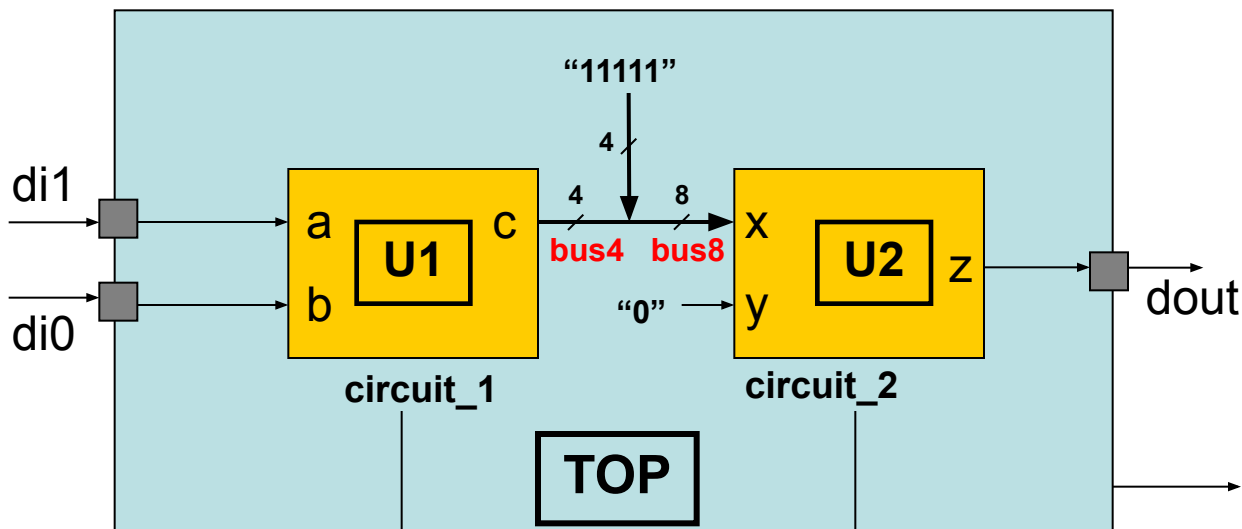 “11111”
4
di1
4
8
a
c
x
U1
U2
bus4
bus8
z
b
“0”
y
dout
di0
circuit_1
circuit_2
TOP